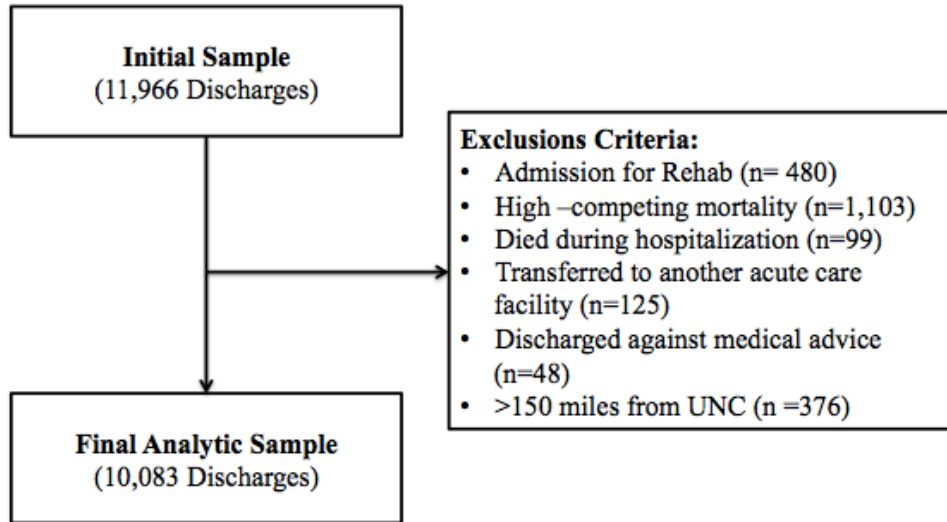 Initial Sample
(11,966 Discharges)
Exclusions Criteria:
• Admission for Rehab (n= 480)
• High –competing mortality (n=1,103)
• Died during hospitalization (n=99)
• Transferred to another acute care
facility (n=125)
• Discharged against medical advice
(n=48)
• >150 miles from UNC (n =376)
Final Analytic Sample
(10,083 Discharges)